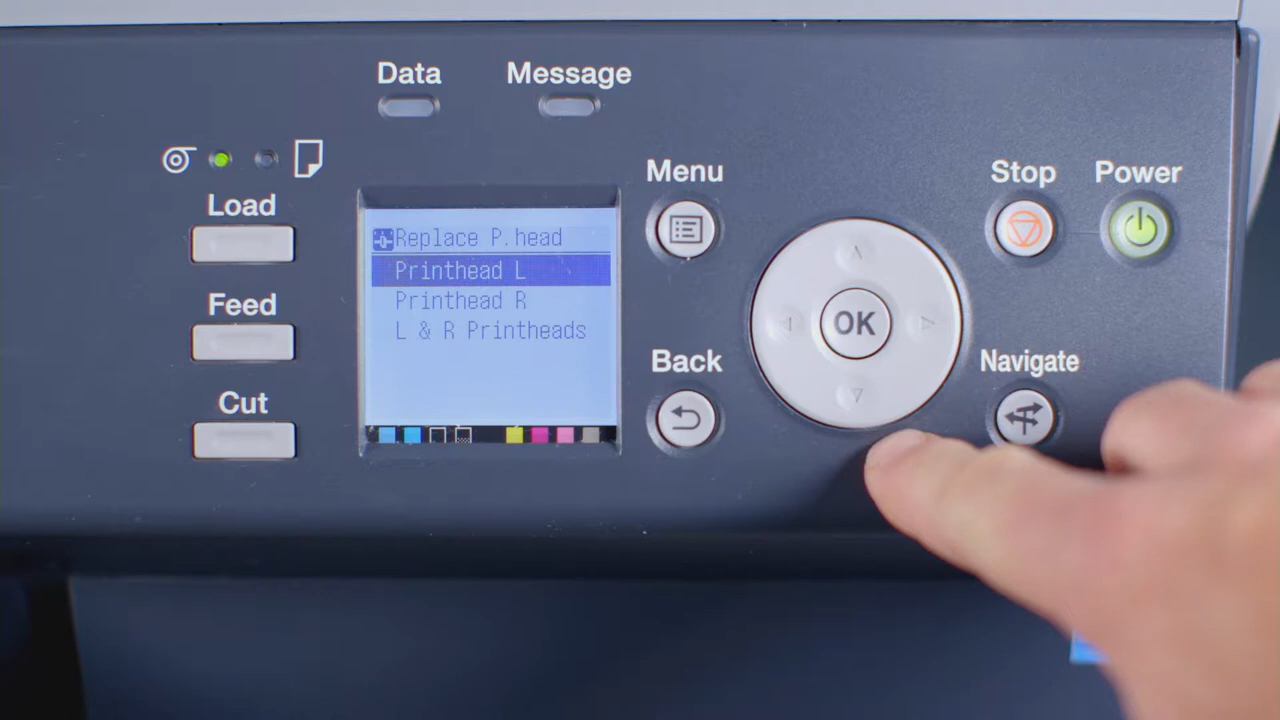 Data
Message
Load
Feed
Cut
Replace P.head
Printhead L
Printhead R
L & R Printheads
Menu
Back
OK
Stop
Power
Navigate